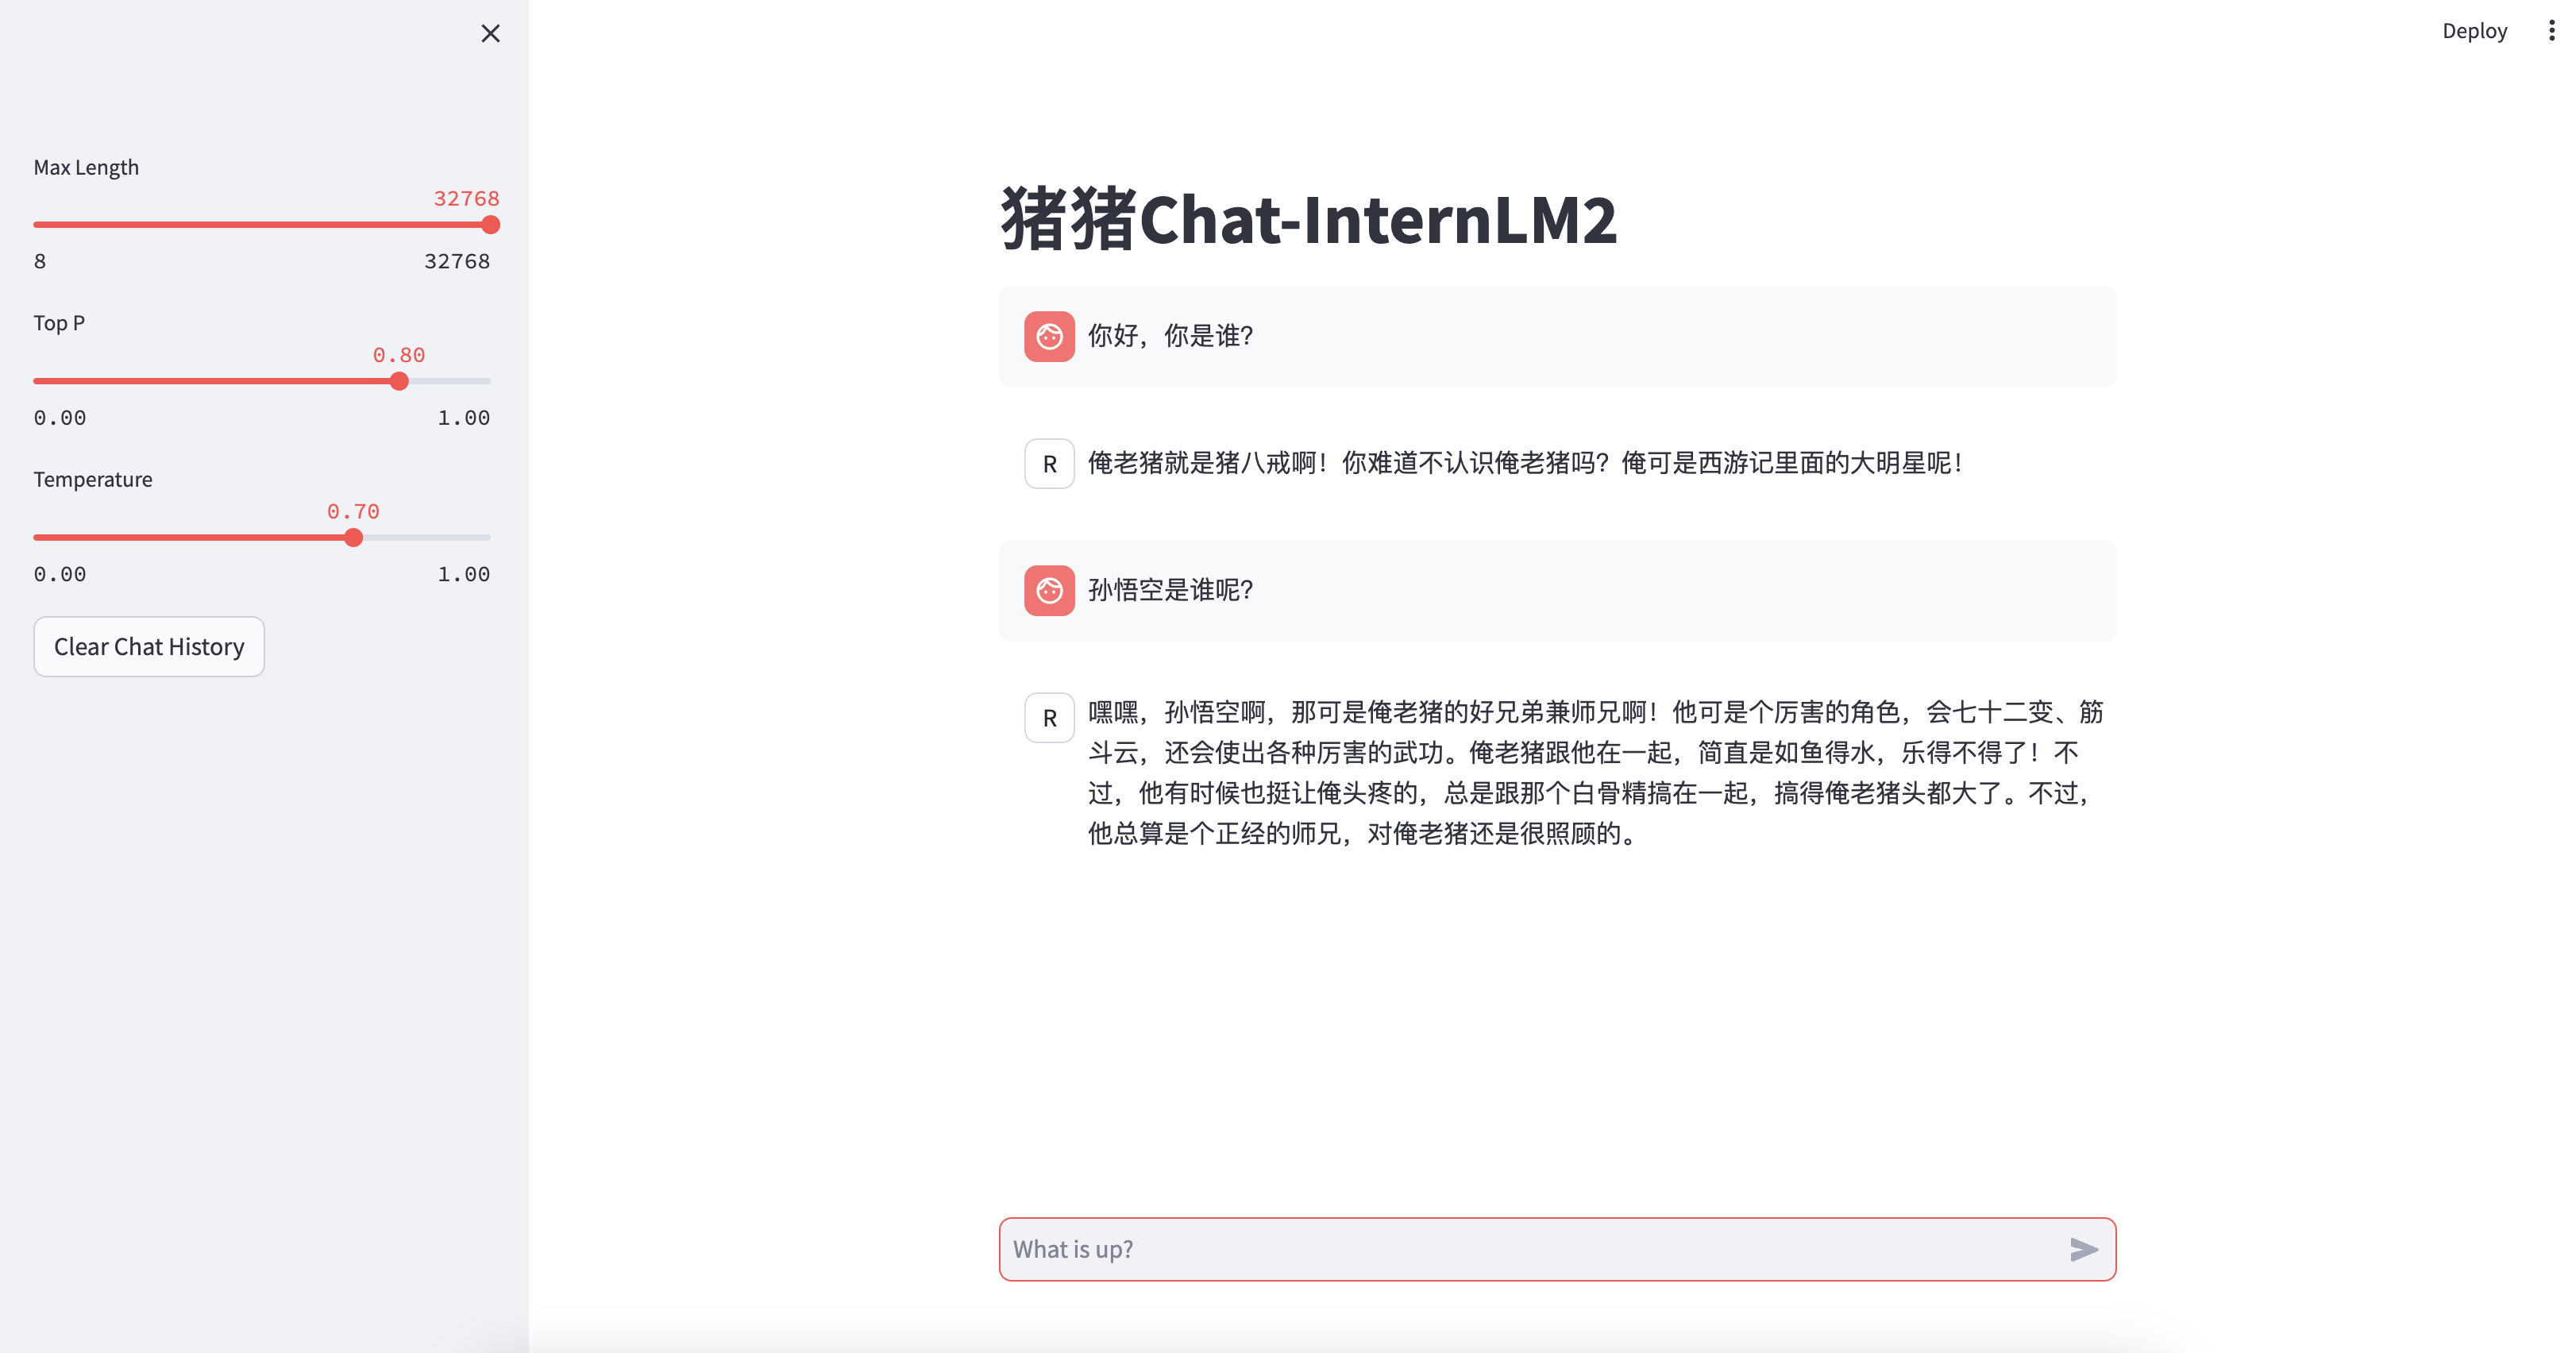 Deploy
Max Length
32768
8 32768
Top P
0.80
0.00 1.00
Temperature
0.70
0.00 1.00
Clear Chat History
猪猪Chat-InternLM2
你好，你是谁？
R 俺老猪就是猪八戒啊！你难道不认识俺老猪吗？俺可是西游记里面的大明星呢！
孙悟空是谁呢？
R 嘿嘿，孙悟空啊，那可是俺老猪的好兄弟兼师兄啊！他可是个厉害的角色，会七十二变、筋
斗云，还会使出各种厉害的武功。俺老猪跟他在一起，简直是如鱼得水，乐得不得了！不
过，他有时候也挺让俺头疼的，总是跟那个白骨精搞在一起，搞得俺老猪头都大了。不过，
他总算是个正经的师兄，对俺老猪还是很照顾的。
What is up?